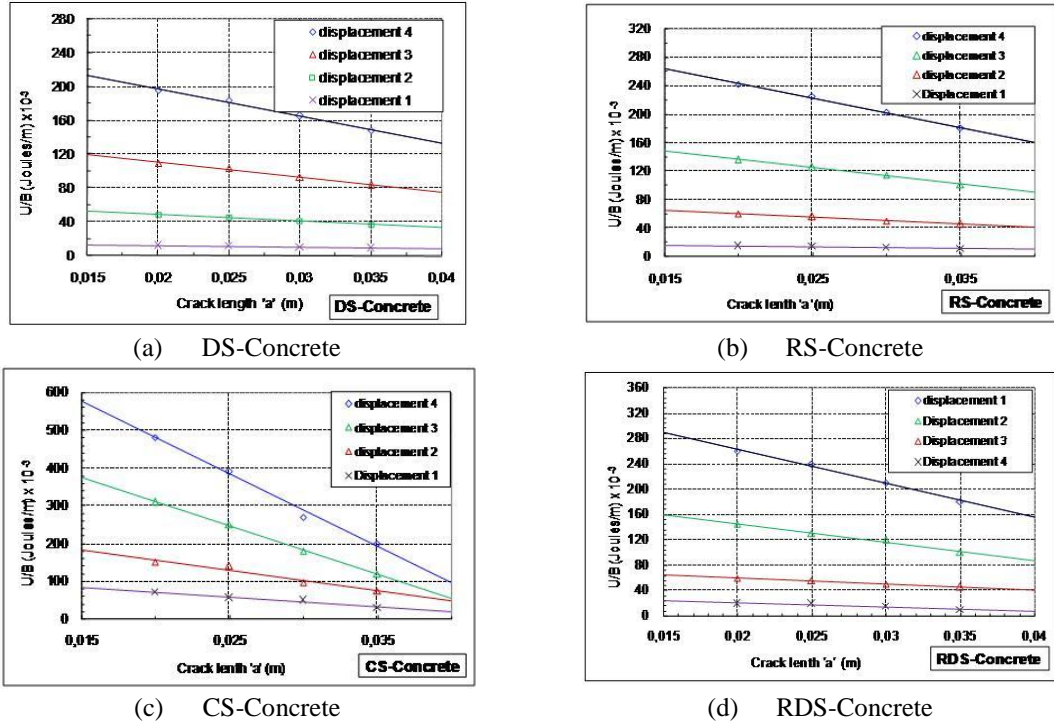 280
240
200
160
120
80
40
0
U/B (Joules/m) x 10-3
displacement 4
displacement 3
displacement 2
displacement 1
0,015 0,02 0,025 0,03 0,035 0,04
Crack length 'a' (m)
DS-Concrete
(a) DS-Concrete
320
280
240
200
160
120
80
40
0
U/B (Joules/m) x 10-3
displacement 4
displacement 3
displacement 2
Displacement 1
0,015 0,025 0,035
Crack lenth 'a' (m)
RS-Concrete
(b) RS-Concrete
600
500
400
300
200
100
0
U/B (Joules/m) x 10-3
displacement 4
displacement 3
displacement 2
Displacement 1
0,015 0,025 0,035
Crack lenth 'a' (m)
CS-Concrete
(c) CS-Concrete
360
320
280
240
200
160
120
80
40
0
U/B (Joules/m) x 10-3
displacement 1
Displacement 2
Displacement 3
Displacement 4
0,015 0,02 0,025 0,03 0,035 0,04
Crack lenth 'a' (m)
RDS-Concrete
(d) RDS-Concrete